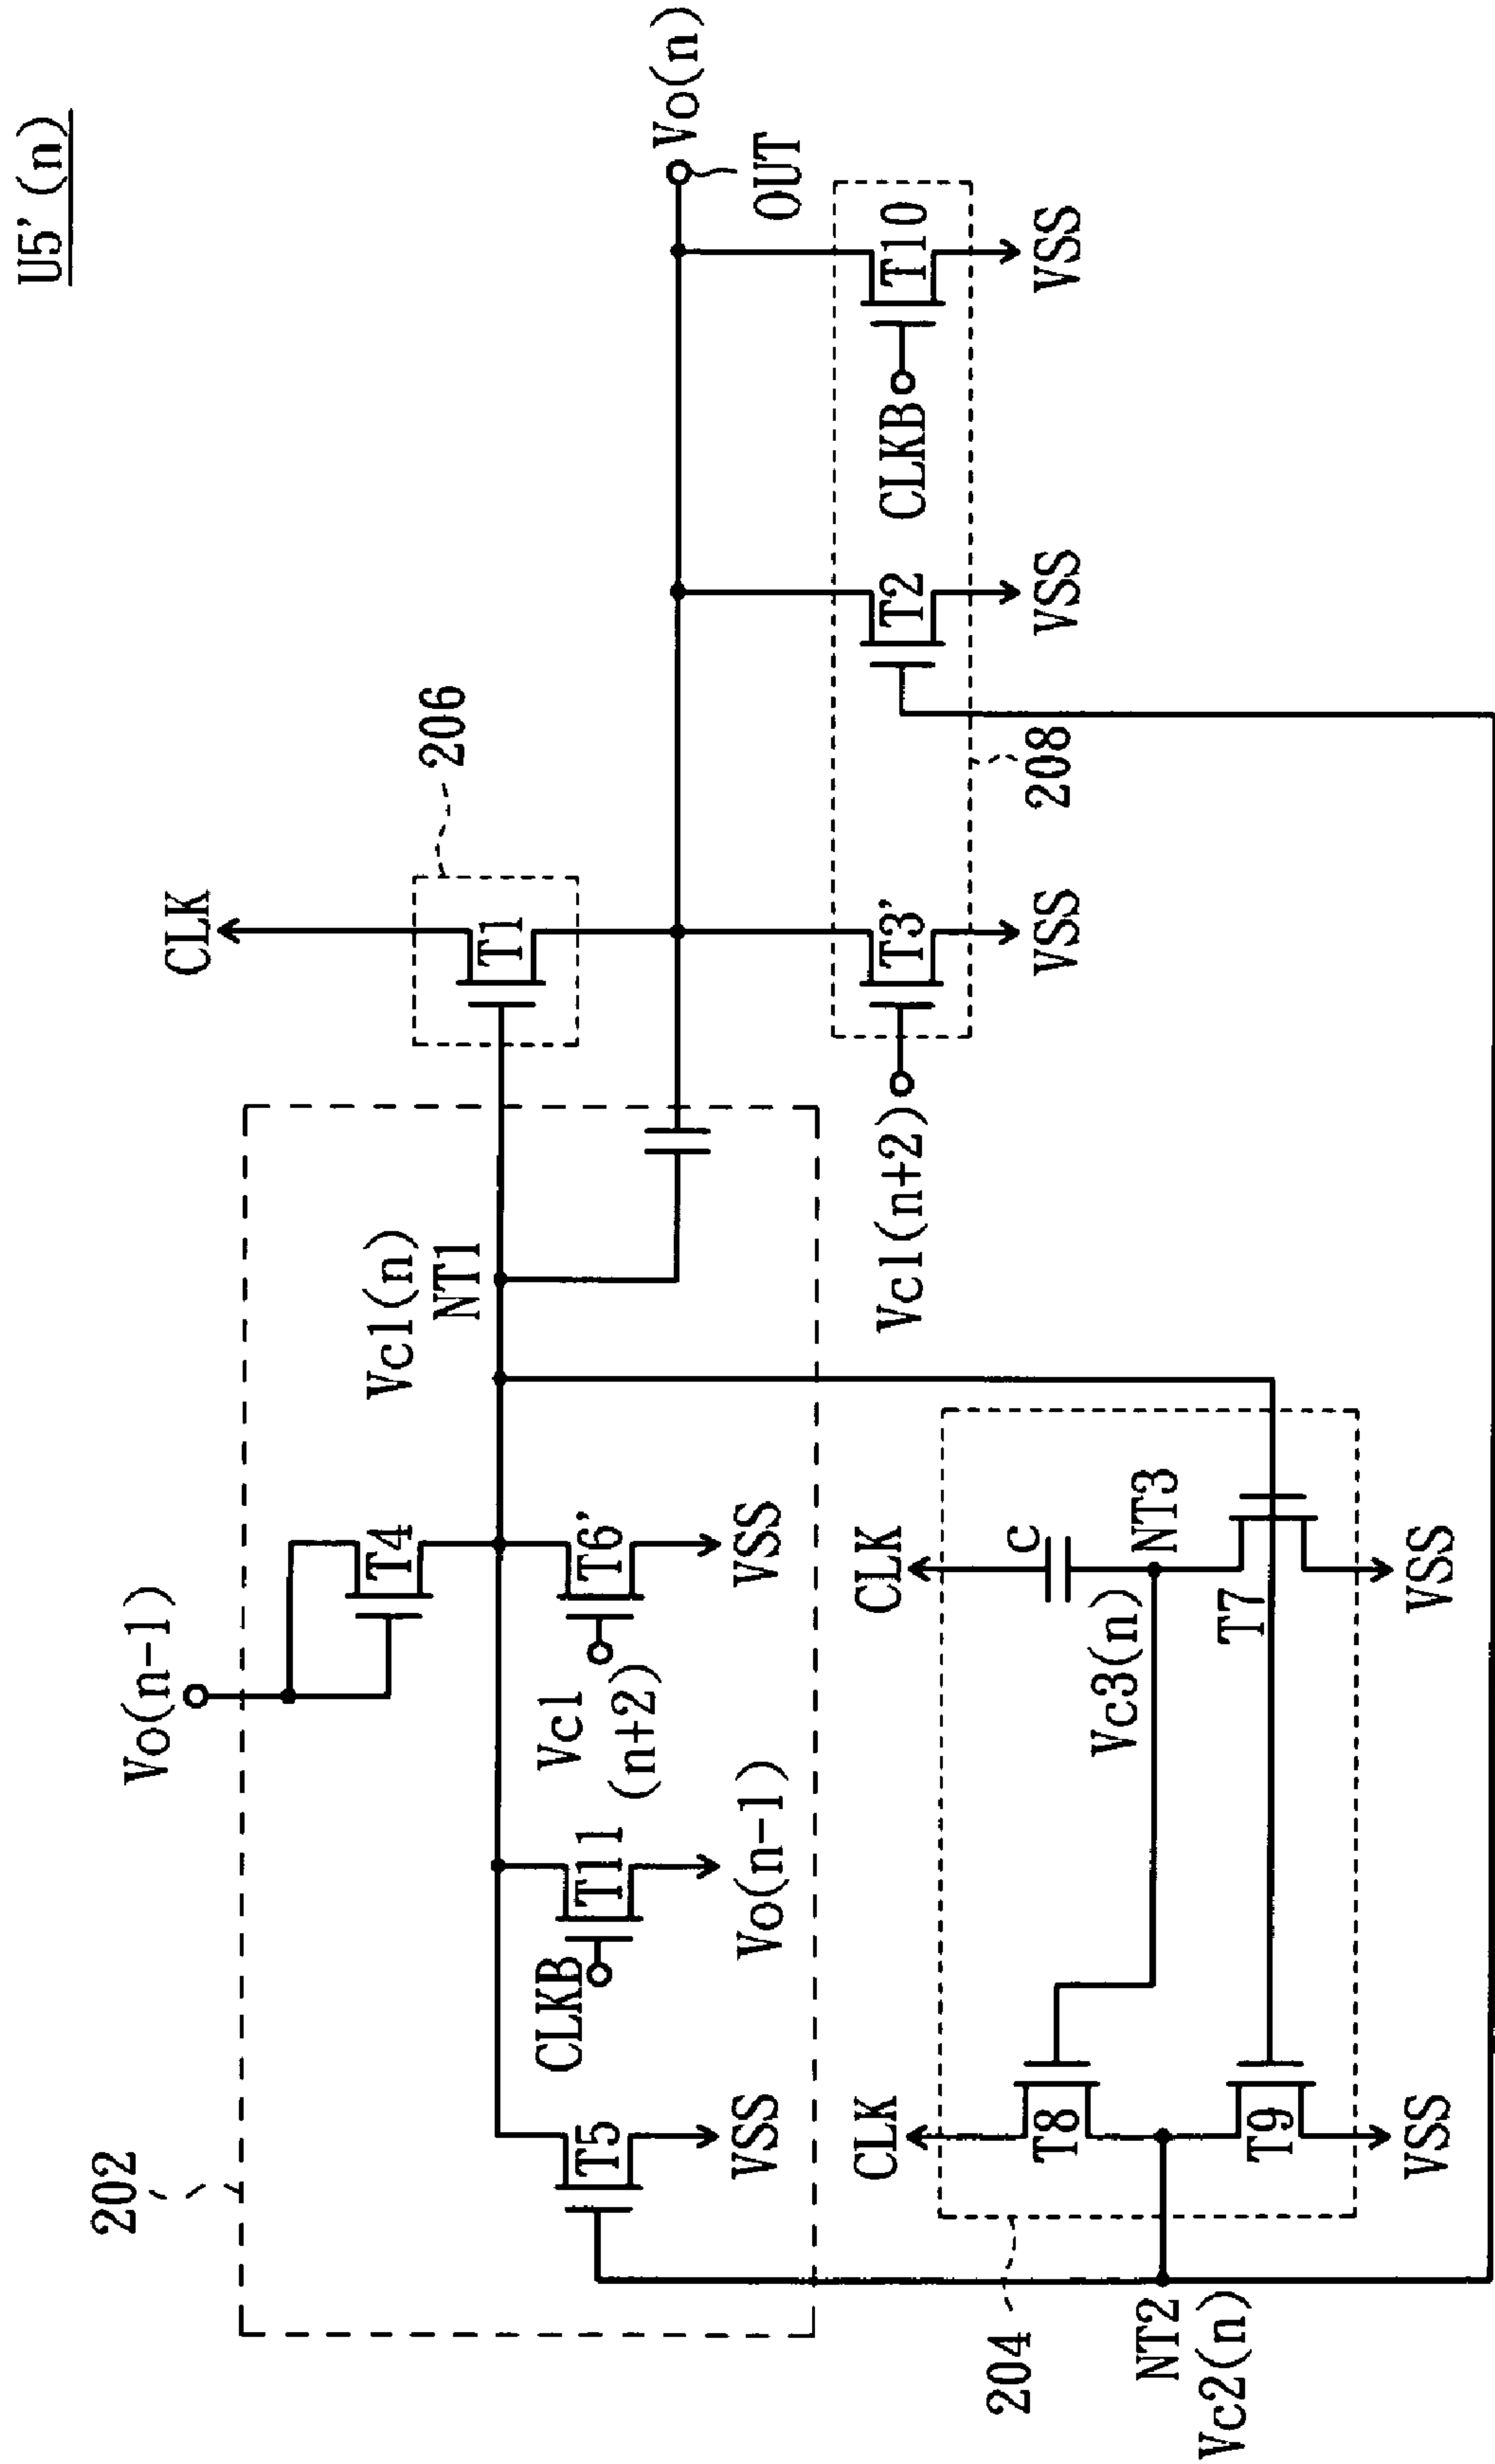 U5'(n)
CLK
206
Vo(n-1)
202
T1
T4
Vc1(n)
NT1
Vo(n)
OUT
T5
CLKB
T11
Vc1
(n+2)
T6'
VSS
Vo(n-1)
VSS
Vc1(n+2)
T3'
T2
CLKB
T10
VSS
VSS
VSS
208
CLK
CLK
C
T8
Vc3(n)
NT3
T9
T7
VSS
VSS
204
NT2
Vc2(n)